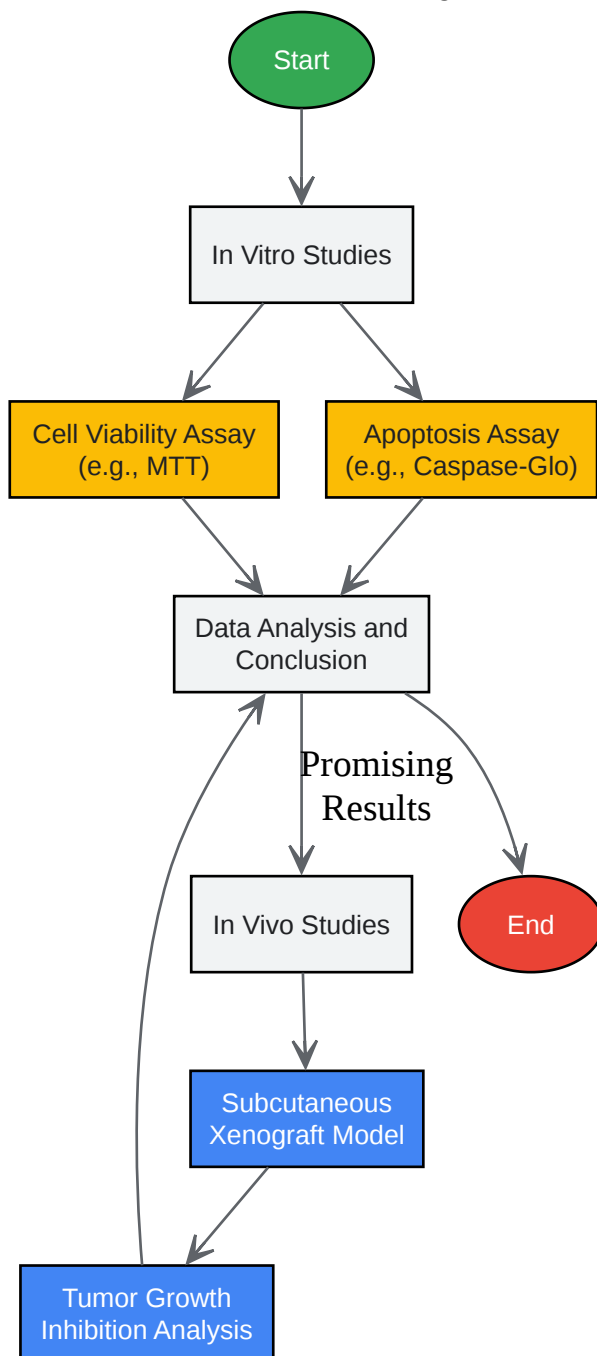 Start
In Vitro Studies
Cell Viability Assay
(e.g., MTT)
Apoptosis Assay
(e.g., Caspase-Glo)
Data Analysis and
Conclusion
Promising
Results
In Vivo Studies
End
Subcutaneous
Xenograft Model
Tumor Growth
Inhibition Analysis